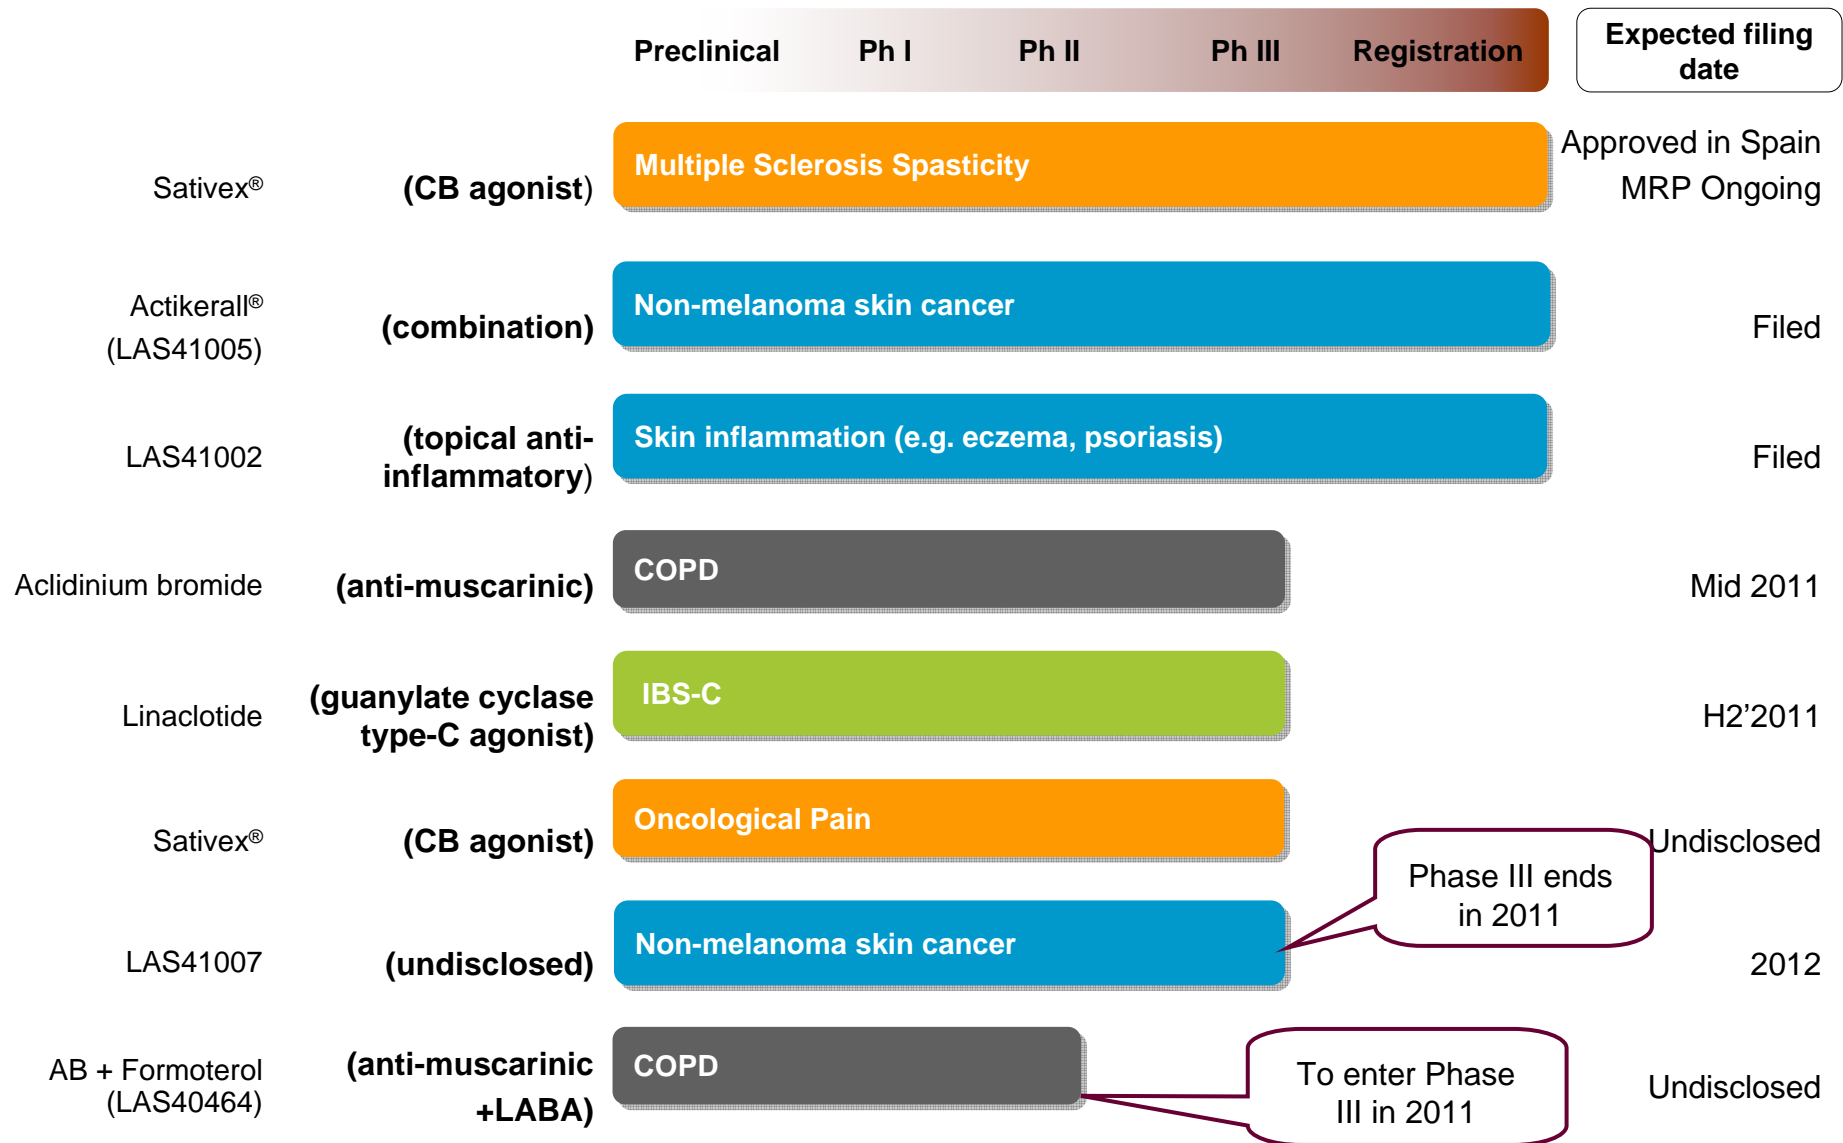 Preclinical Ph I Ph II Ph III Registration
Expected filing
date
Sativex®
(CB agonist)
Multiple Sclerosis Spasticity
Approved in Spain
MRP Ongoing
Actikerall®
(LAS41005)
(combination)
Non-melanoma skin cancer
Filed
LAS41002
(topical anti-
inflammatory)
Skin inflammation (e.g. eczema, psoriasis)
Filed
Aclidinium bromide
(anti-muscarinic)
COPD
Mid 2011
Linaclotide
(guanylate cyclase
type-C agonist)
IBS-C
H2’2011
Sativex®
(CB agonist)
Oncological Pain
Undisclosed
Phase III ends
in 2011
LAS41007
(undisclosed)
Non-melanoma skin cancer
2012
AB + Formoterol
(LAS40464)
(anti-muscarinic
+LABA)
COPD
To enter Phase
III in 2011
Undisclosed